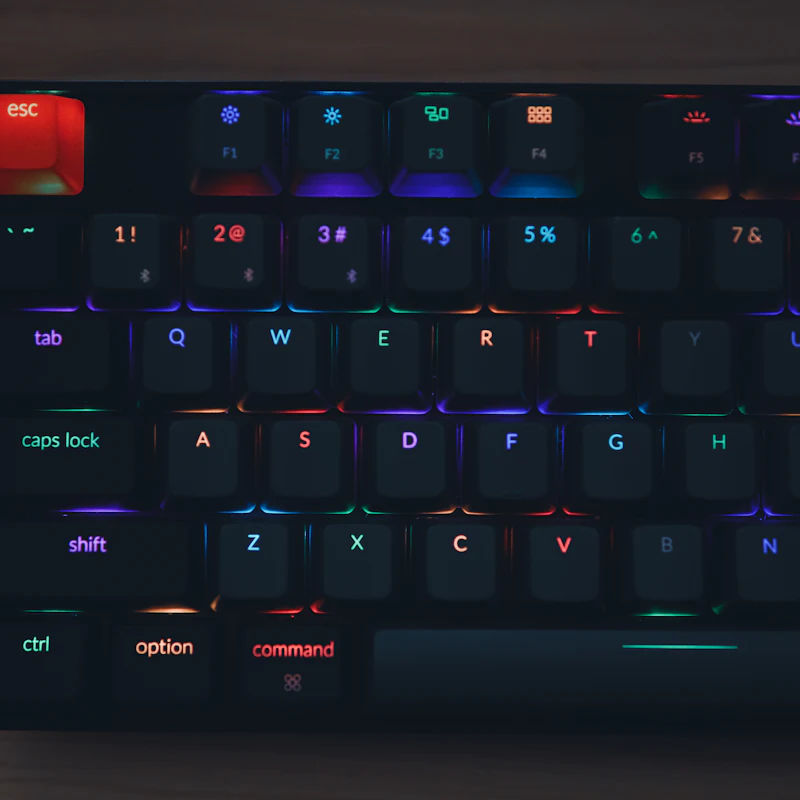 esc F1 F2 F3 F4 F5
` ~ 1 ! 2 @ 3 # 4 $ 5 % 6 ^ 7 &
tab Q W E R T Y U
caps lock A S D F G H
shift Z X C V B N
ctrl option command ⌘